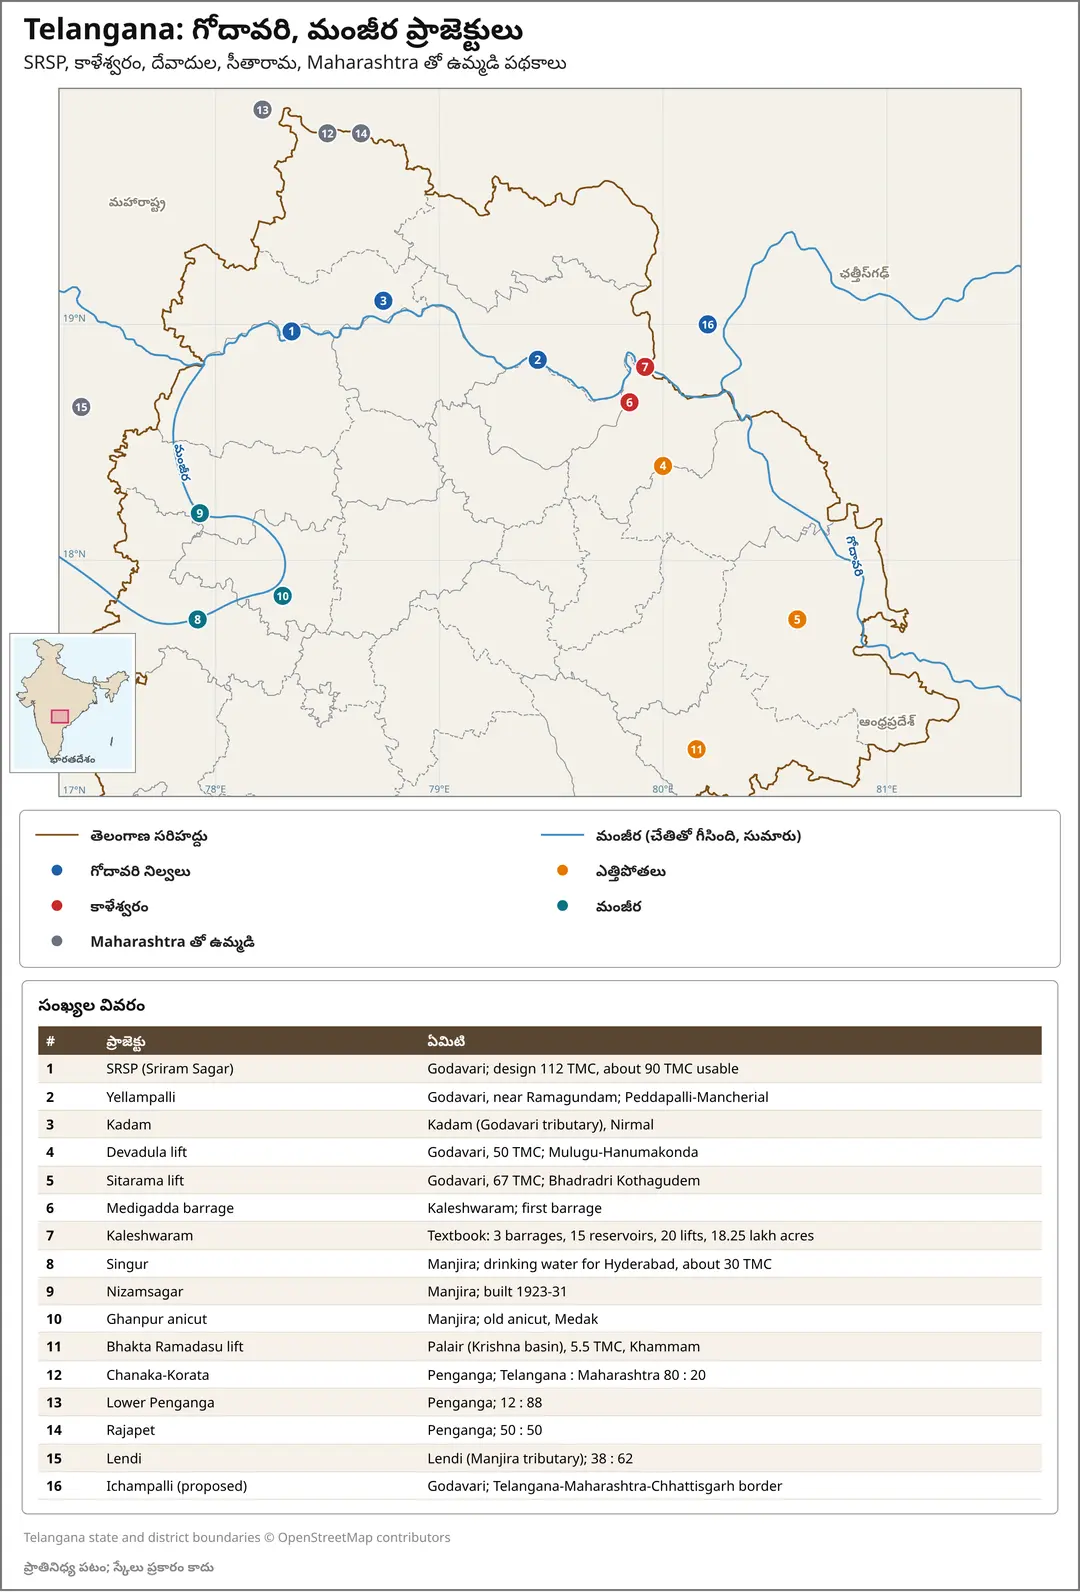 Telangana: గోదావరి, మంజీర ప్రాజెక్టులు
SRSP, కాళేశ్వరం, దేవాదుల, సీతారామ, Maharashtra తో ఉమ్మడి పథకాలు
13
12
14
మహారాష్ట్ర
ఛత్తీస్‌గఢ్
3
16
19°N
1
2
7
15
6
మంజీర
4
9
గోదావరి
18°N
10
8
5
ఆంధ్రప్రదేశ్
11
భారతదేశం
17°N
78°E
79°E
80°E
81°E
తెలంగాణ సరిహద్దు
మంజీర (చేతితో గీసింది, సుమారు)
గోదావరి నిల్వలు
ఎత్తిపోతలు
కాళేశ్వరం
మంజీర
Maharashtra తో ఉమ్మడి
సంఖ్యల వివరం
# ప్రాజెక్టు ఏమిటి
1 SRSP (Sriram Sagar) Godavari; design 112 TMC, about 90 TMC usable
2 Yellampalli Godavari, near Ramagundam; Peddapalli-Mancherial
3 Kadam Kadam (Godavari tributary), Nirmal
4 Devadula lift Godavari, 50 TMC; Mulugu-Hanumakonda
5 Sitarama lift Godavari, 67 TMC; Bhadradri Kothagudem
6 Medigadda barrage Kaleshwaram; first barrage
7 Kaleshwaram Textbook: 3 barrages, 15 reservoirs, 20 lifts, 18.25 lakh acres
8 Singur Manjira; drinking water for Hyderabad, about 30 TMC
9 Nizamsagar Manjira; built 1923-31
10 Ghanpur anicut Manjira; old anicut, Medak
11 Bhakta Ramadasu lift Palair (Krishna basin), 5.5 TMC, Khammam
12 Chanaka-Korata Penganga; Telangana : Maharashtra 80 : 20
13 Lower Penganga Penganga; 12 : 88
14 Rajapet Penganga; 50 : 50
15 Lendi Lendi (Manjira tributary); 38 : 62
16 Ichampalli (proposed) Godavari; Telangana-Maharashtra-Chhattisgarh border
Telangana state and district boundaries © OpenStreetMap contributors
ప్రాతినిధ్య పటం; స్కేలు ప్రకారం కాదు